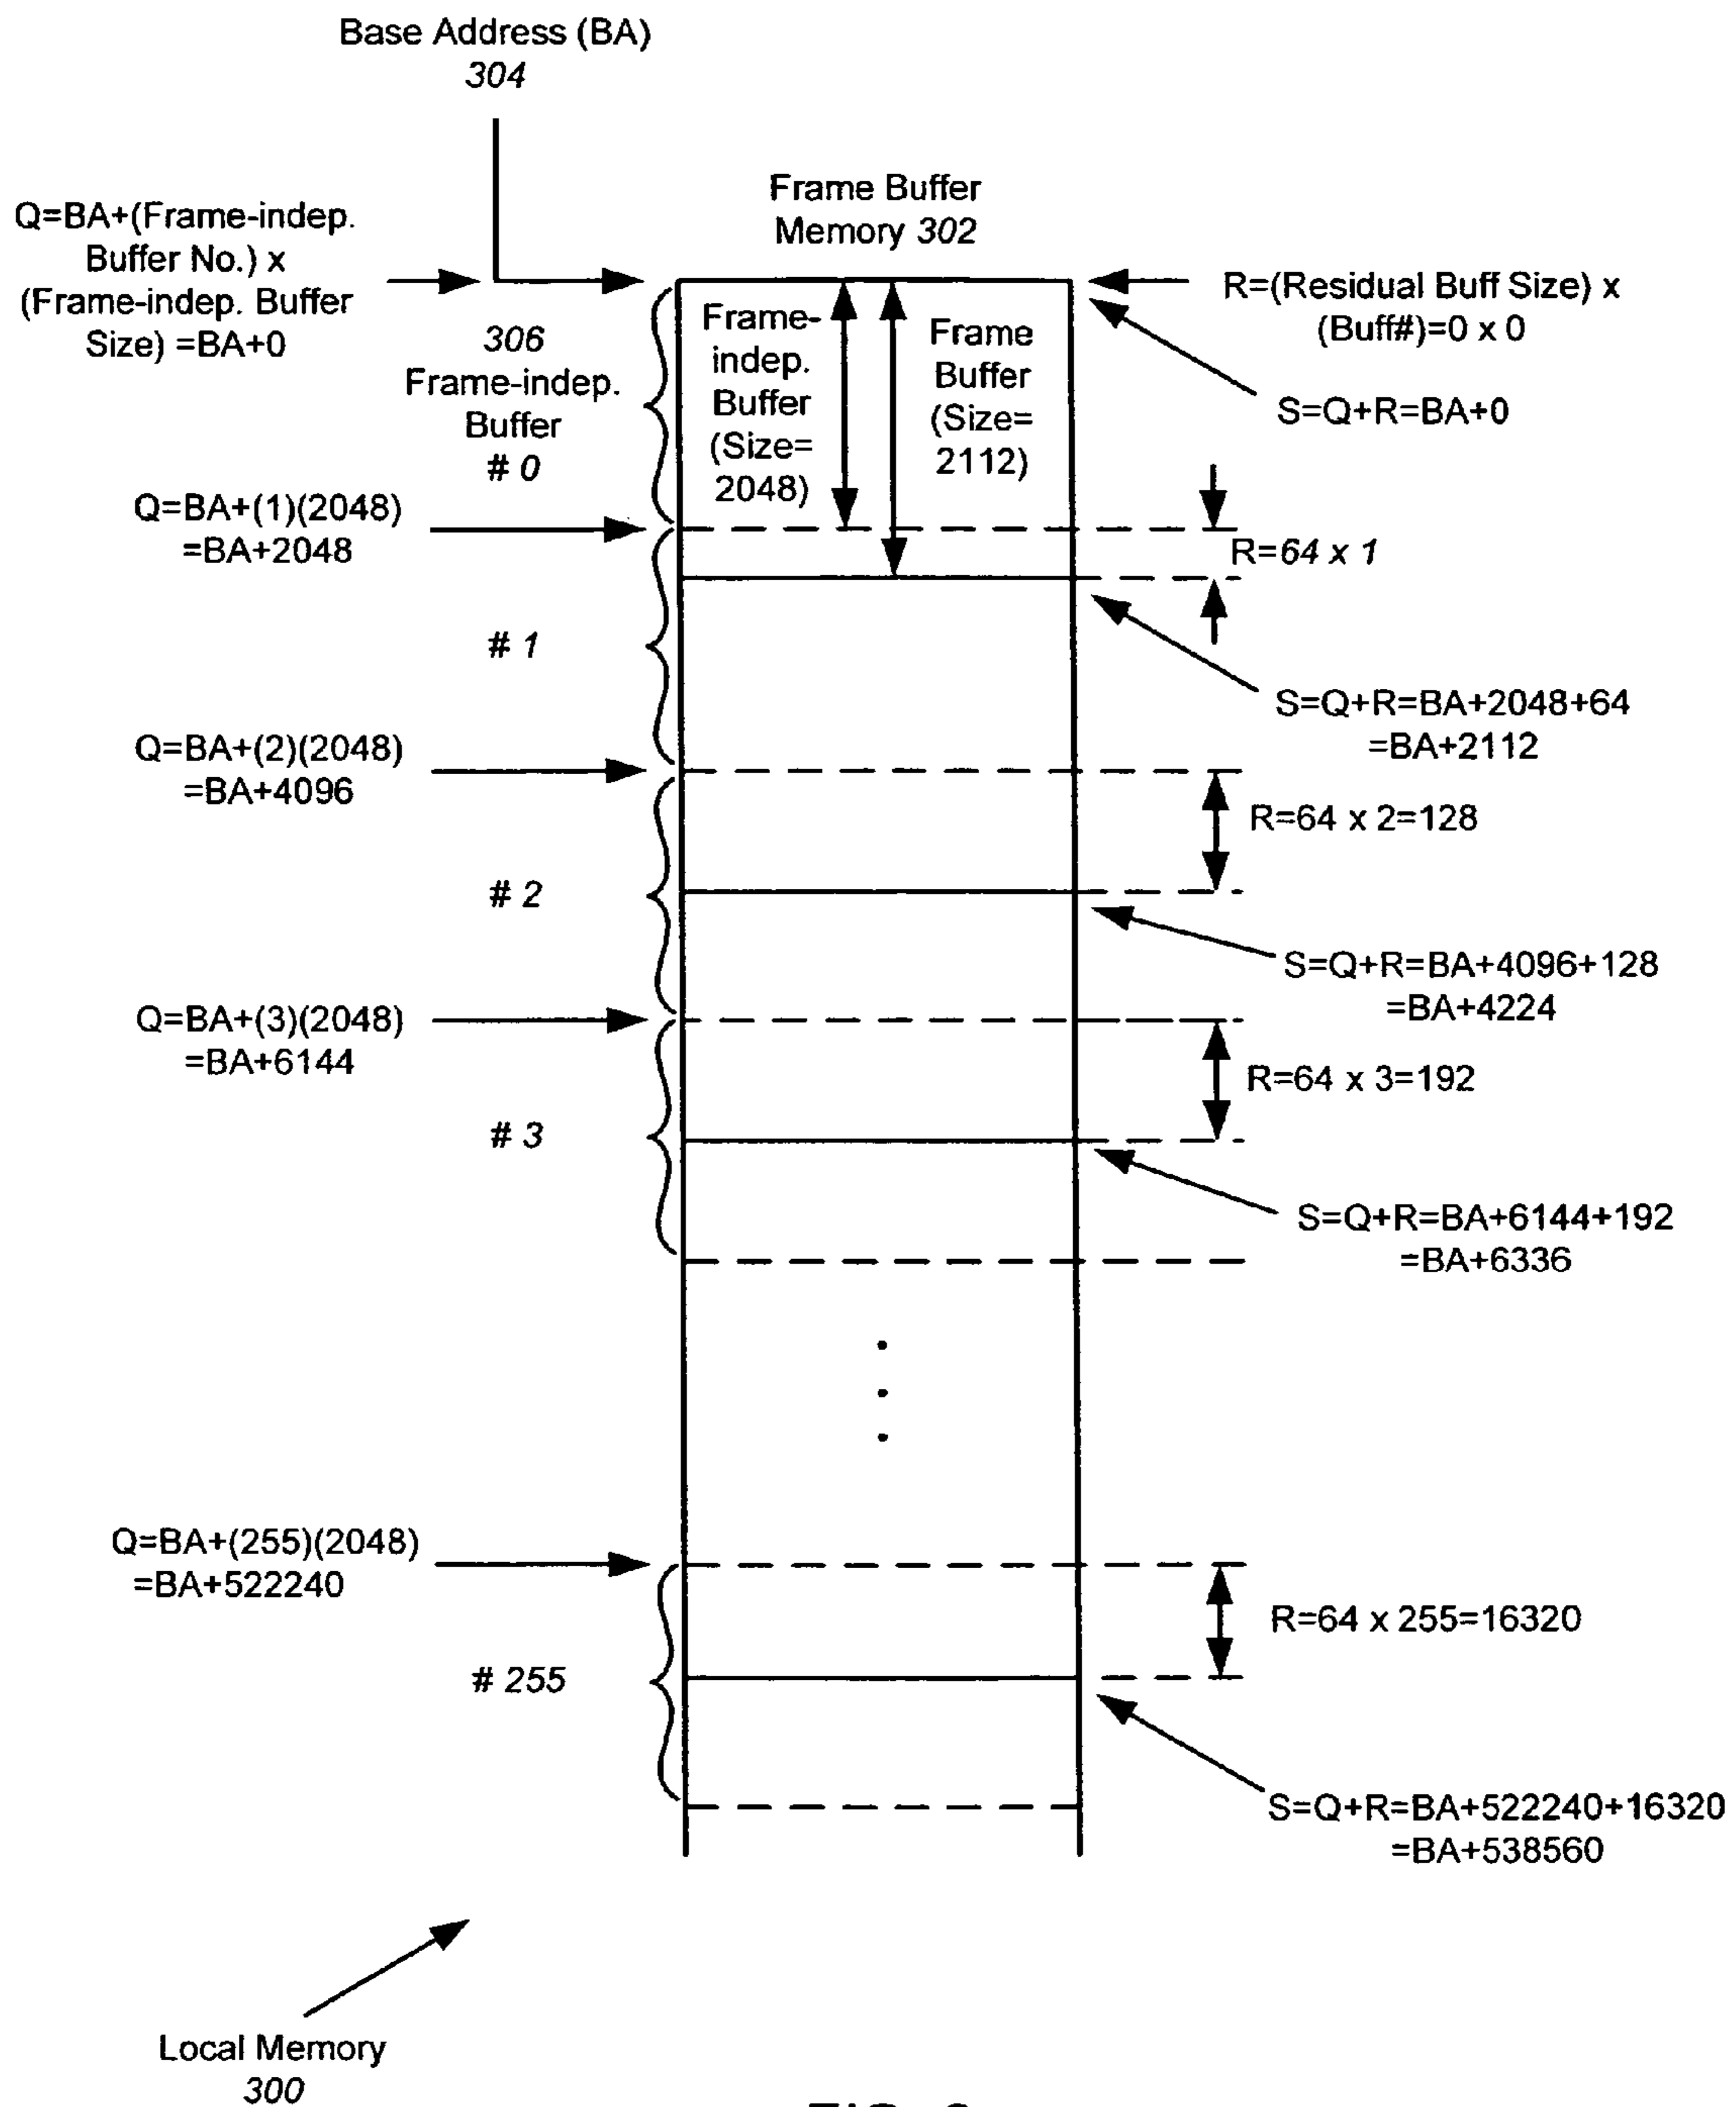 Base Address (BA)
304
Frame Buffer
Memory 302
Q=BA+(Frame-indep.
Buffer No.) x
(Frame-indep. Buffer
Size) =BA+0
306
Frame-indep.
Buffer
# 0
Frame-
indep.
Buffer
(Size=
2048)
Frame
Buffer
(Size=
2112)
R=(Residual Buff Size) x
(Buff#)=0 x 0
S=Q+R=BA+0
Q=BA+(1)(2048)
=BA+2048
R=64 x 1
# 1
S=Q+R=BA+2048+64
=BA+2112
Q=BA+(2)(2048)
=BA+4096
R=64 x 2=128
# 2
S=Q+R=BA+4096+128
=BA+4224
Q=BA+(3)(2048)
=BA+6144
R=64 x 3=192
# 3
S=Q+R=BA+6144+192
=BA+6336
Q=BA+(255)(2048)
=BA+522240
R=64 x 255=16320
# 255
S=Q+R=BA+522240+16320
=BA+538560
Local Memory
300